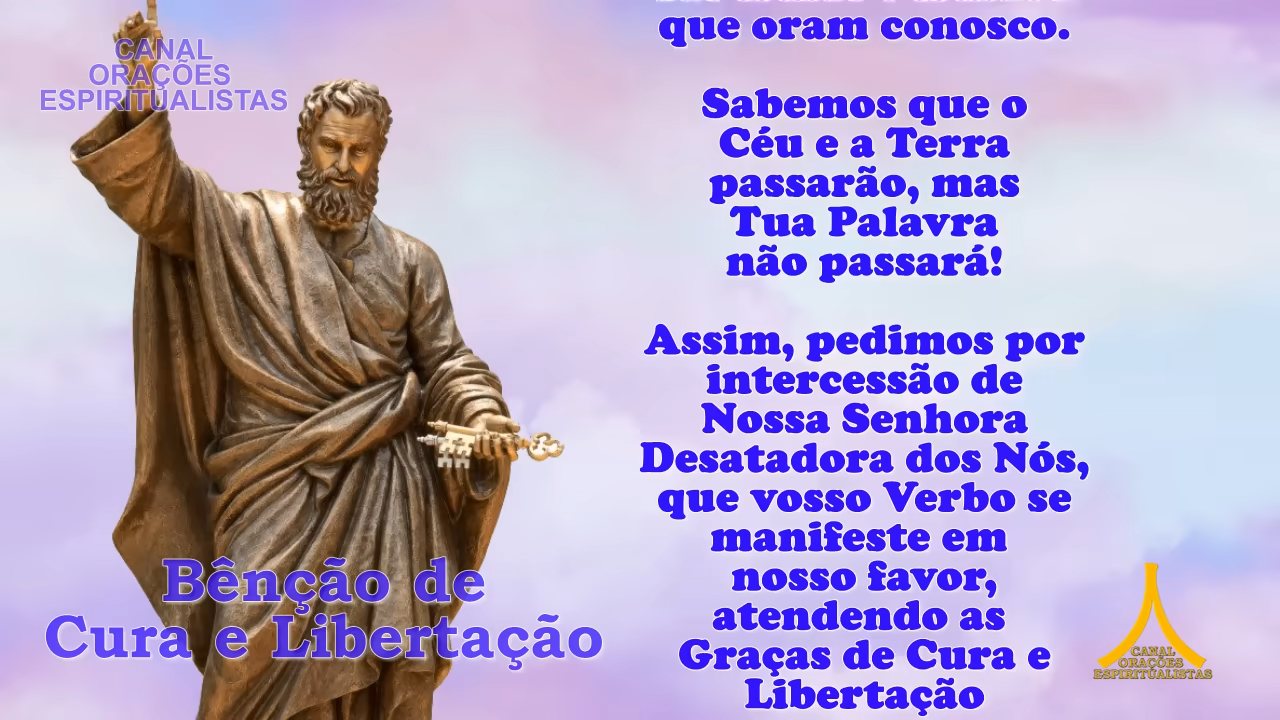 CANAL
ORAÇÕES
ESPIRITUALISTAS
que oram conosco.
Sabemos que o
Céu e a Terra
passarão, mas
Tua Palavra
não passará!
Assim, pedimos por
intercessão de
Nossa Senhora
Desatadora dos Nós,
que vosso Verbo se
manifeste em
nosso favor,
atendendo as
Graças de Cura e
Libertação
Bênção de
Cura e Libertação
CANAL
ORAÇÕES
ESPIRITUALISTAS